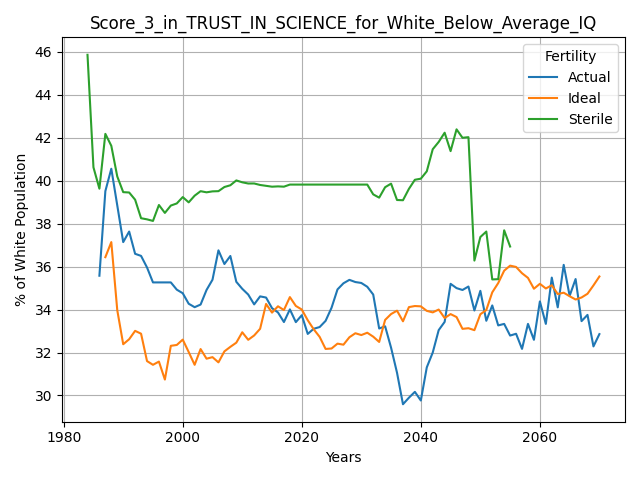 Score_3_in_TRUST_IN_SCIENCE_for_White_Below_Average_IQ
Fertility
Actual
Ideal
Sterile
% of White Population
46
44
42
40
38
36
34
32
30
1980
2000
2020
2040
2060
Years